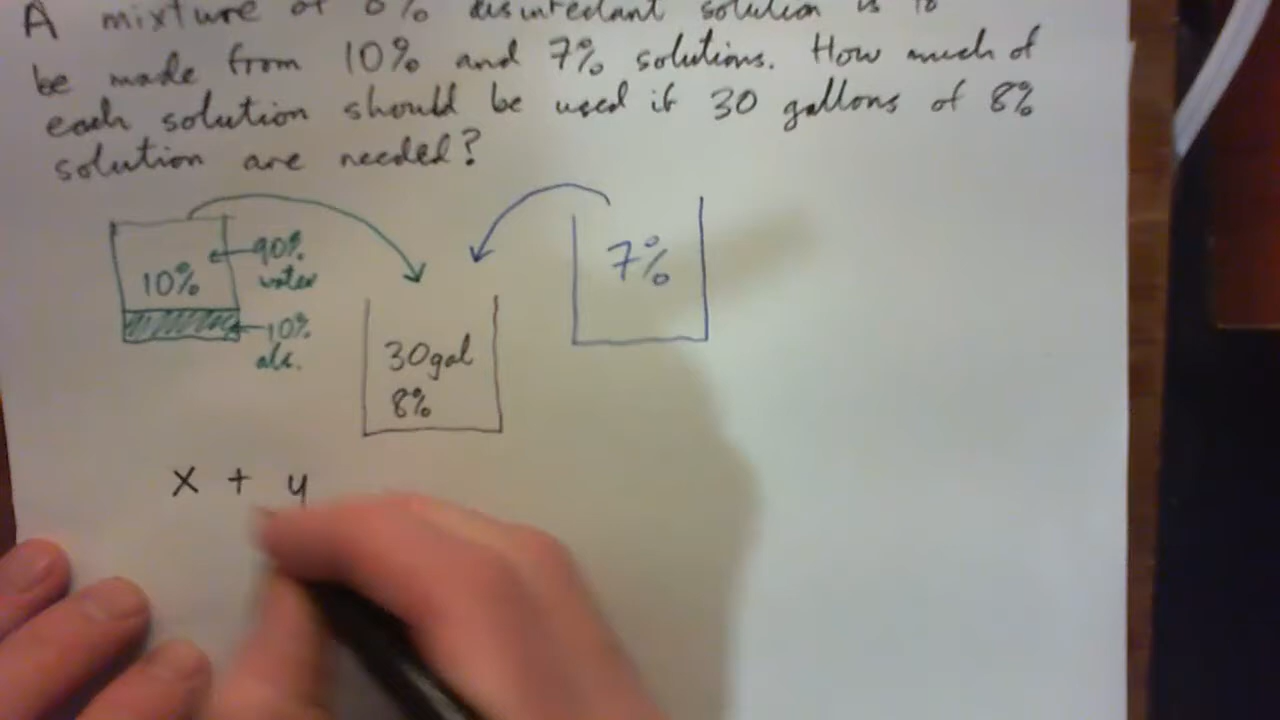 A mixture of 8% disinfectant solution is to
be made from 10% and 7% solutions. How much of
each solution should be used if 30 gallons of 8%
solution are needed?
10%
90%
water
10%
alc.
30gal
8%
7%
x + y